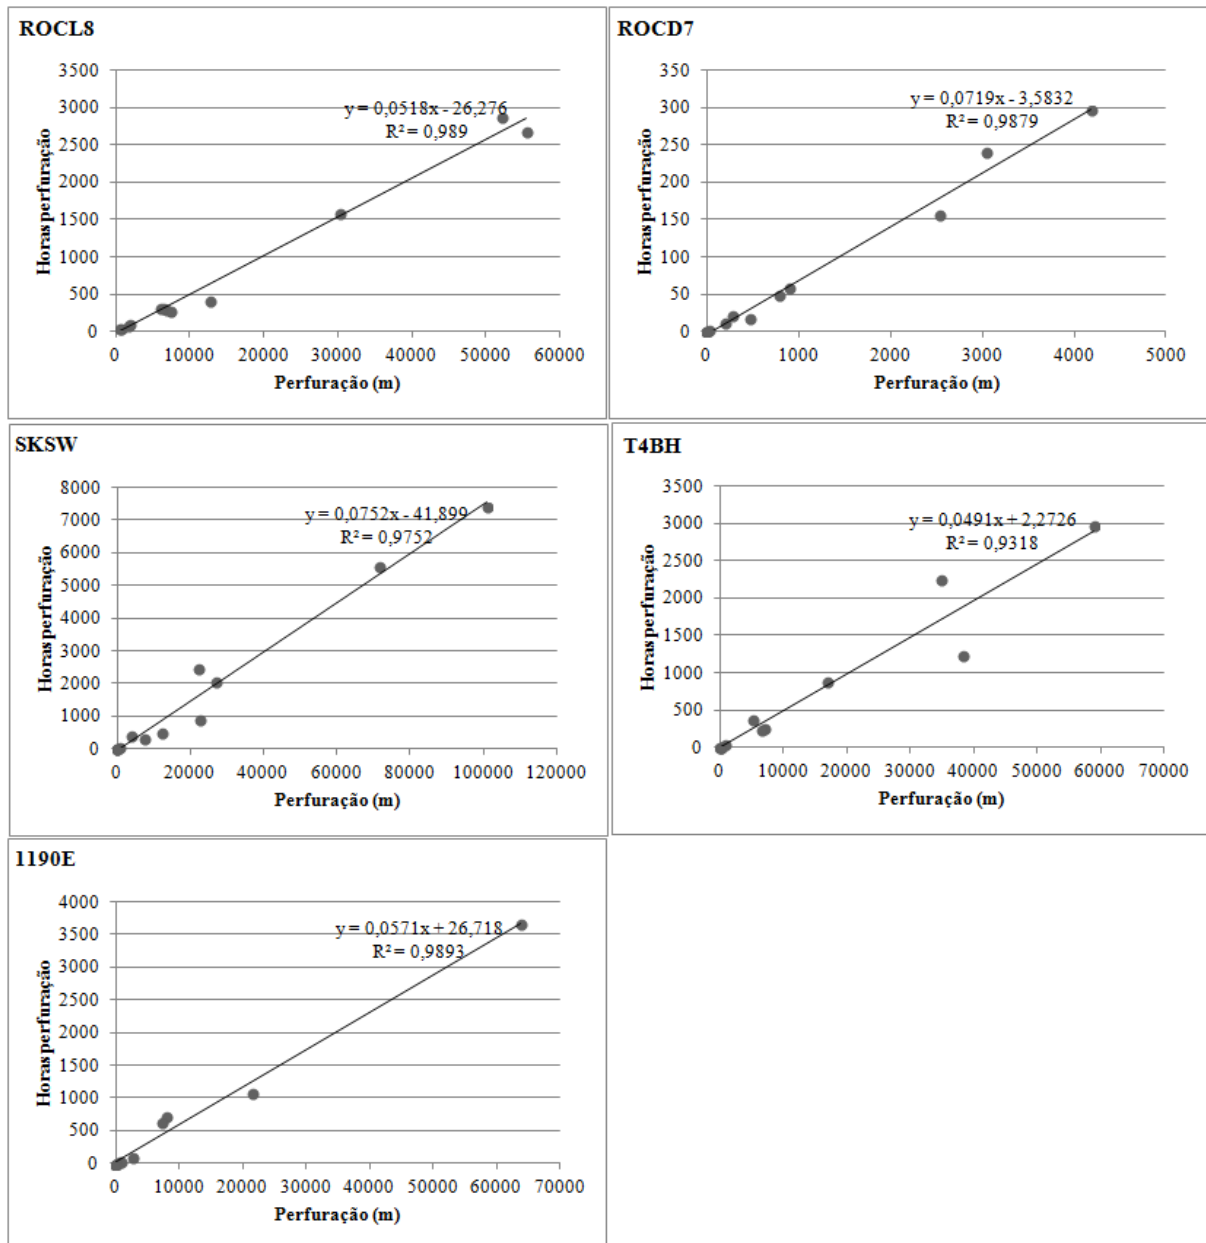 ROCL8
3500
3000
2500
2000
1500
1000
500
0
Horas perfuração
y = 0,0518x - 26,276
R² = 0,989
0 10000 20000 30000 40000 50000 60000
Perfuração (m)
ROCD7
350
300
250
200
150
100
50
0
Horas perfuração
y = 0,0719x - 3,5832
R² = 0,9879
0 1000 2000 3000 4000 5000
Perfuração (m)
SKSW
8000
7000
6000
5000
4000
3000
2000
1000
0
Horas perfuração
y = 0,0752x - 41,899
R² = 0,9752
0 20000 40000 60000 80000 100000 120000
Perfuração (m)
T4BH
3500
3000
2500
2000
1500
1000
500
0
Horas perfuração
y = 0,0491x + 2,2726
R² = 0,9318
0 10000 20000 30000 40000 50000 60000 70000
Perfuração (m)
1190E
4000
3500
3000
2500
2000
1500
1000
500
0
Horas perfuração
y = 0,0571x + 26,718
R² = 0,9893
0 10000 20000 30000 40000 50000 60000 70000
Perfuração (m)